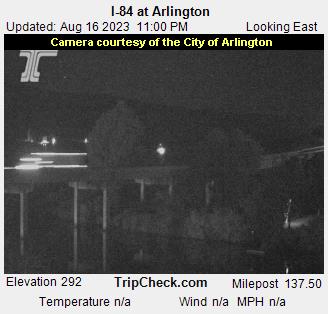 I-84 at Arlington
Updated: Aug 16 2023 11:00 PM Looking East
Camera courtesy of the City of Arlington
Elevation 292 TripCheck.com Milepost 137.50
Temperature n/a Wind n/a MPH n/a